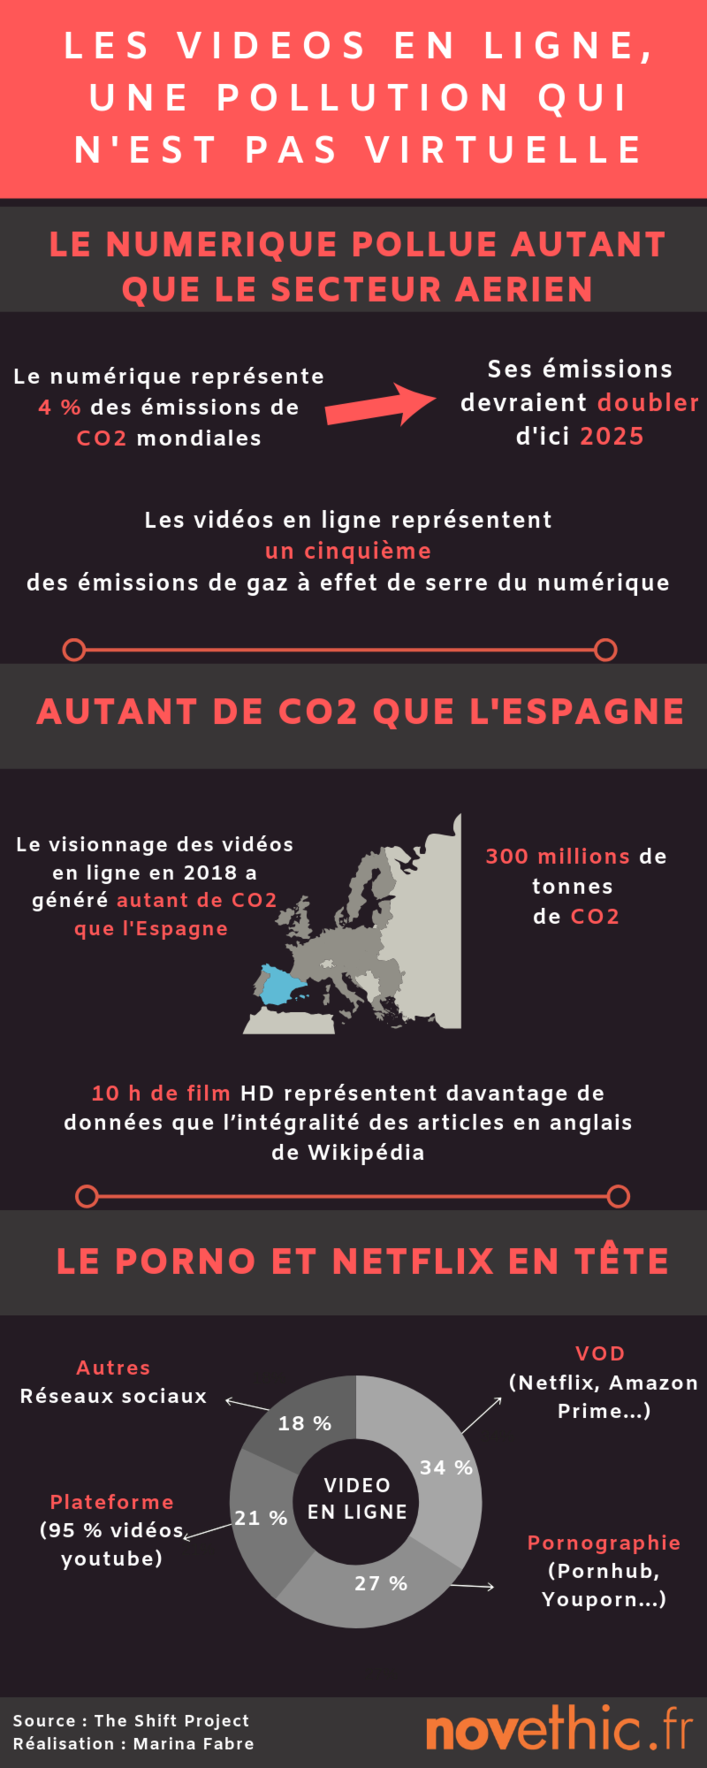 LES VIDEOS EN LIGNE,
UNE POLLUTION QUI
N'EST PAS VIRTUELLE
LE NUMERIQUE POLLUE AUTANT
QUE LE SECTEUR AERIEN
Le numérique représente
4 % des émissions de
CO2 mondiales
Ses émissions
devraient doubler
d'ici 2025
Les vidéos en ligne représentent
un cinquième
des émissions de gaz à effet de serre du numérique
AUTANT DE CO2 QUE L'ESPAGNE
Le visionnage des vidéos
en ligne en 2018 a
généré autant de CO2
que l'Espagne
300 millions de
tonnes
de CO2
10 h de film HD représentent davantage de
données que l’intégralité des articles en anglais
de Wikipédia
LE PORNO ET NETFLIX EN TÊTE
Autres
Réseaux sociaux
VOD
(Netflix, Amazon
Prime...)
18 %
34 %
VIDEO
EN LIGNE
Plateforme
(95 % vidéos
youtube)
21 %
27 %
Pornographie
(Pornhub,
Youporn...)
Source : The Shift Project
Réalisation : Marina Fabre
novethic.fr